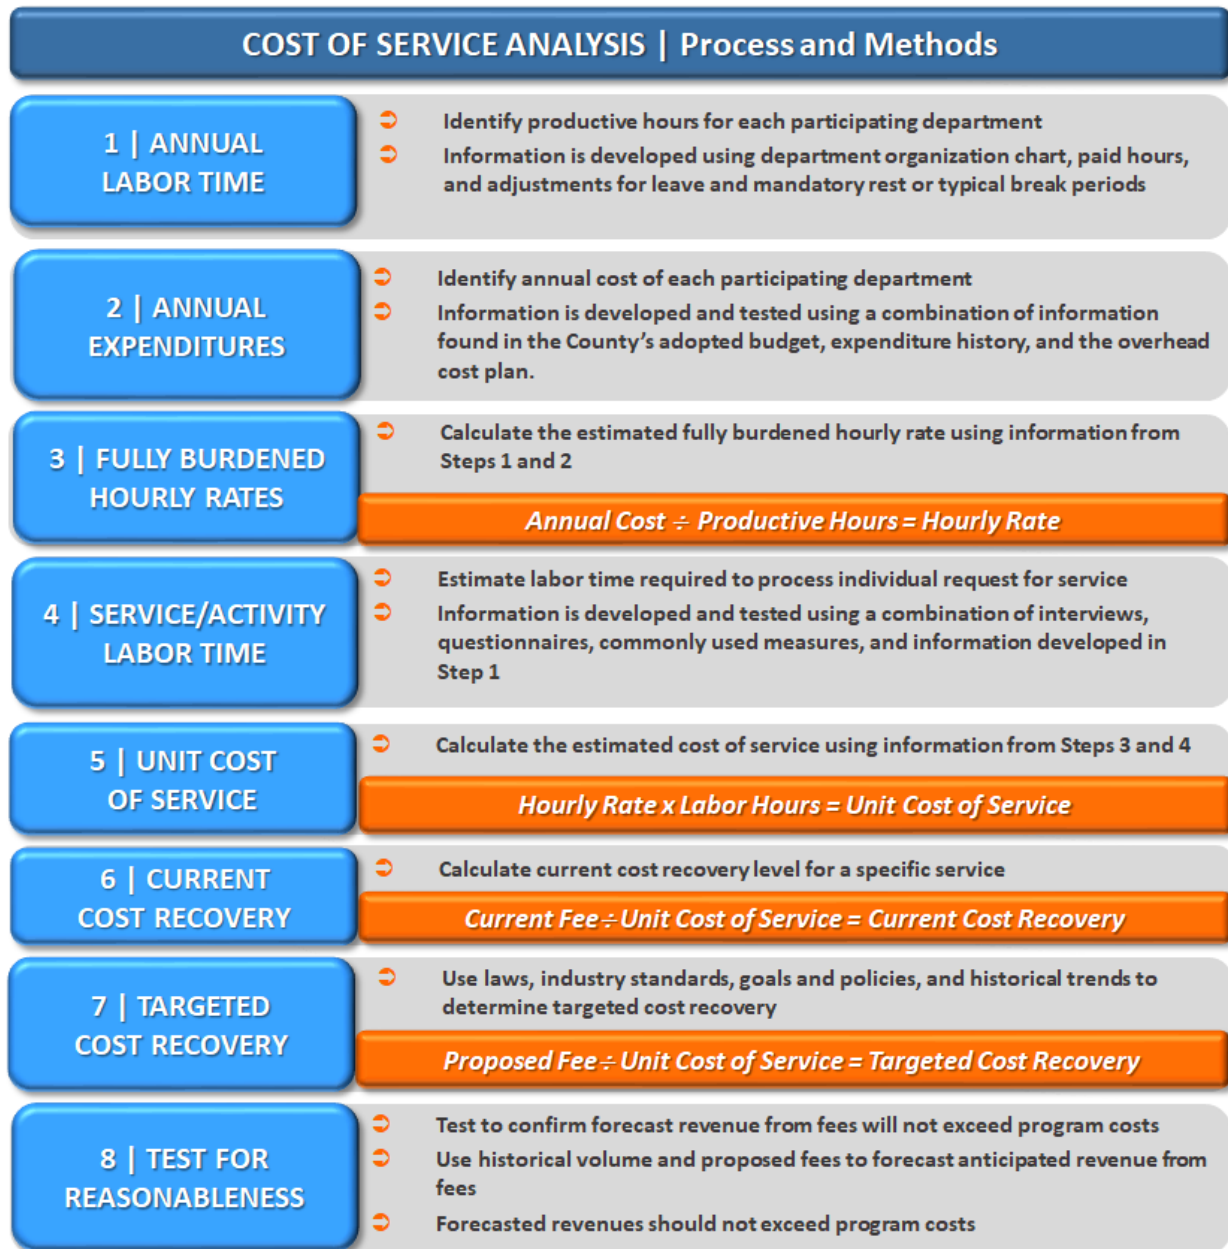 COST OF SERVICE ANALYSIS | Process and Methods
1 | ANNUAL
LABOR TIME
Identify productive hours for each participating department
Information is developed using department organization chart, paid hours,
and adjustments for leave and mandatory rest or typical break periods
2 | ANNUAL
EXPENDITURES
Identify annual cost of each participating department
Information is developed and tested using a combination of information
found in the County's adopted budget, expenditure history, and the overhead
cost plan.
3 | FULLY BURDENED
HOURLY RATES
Calculate the estimated fully burdened hourly rate using information from
Steps 1 and 2
Annual Cost ÷ Productive Hours = Hourly Rate
4 | SERVICE/ACTIVITY
LABOR TIME
Estimate labor time required to process individual request for service
Information is developed and tested using a combination of interviews,
questionnaires, commonly used measures, and information developed in
Step 1
5 | UNIT COST
OF SERVICE
Calculate the estimated cost of service using information from Steps 3 and 4
Hourly Rate x Labor Hours = Unit Cost of Service
6 | CURRENT
COST RECOVERY
Calculate current cost recovery level for a specific service
Current Fee ÷ Unit Cost of Service = Current Cost Recovery
7 | TARGETED
COST RECOVERY
Use laws, industry standards, goals and policies, and historical trends to
determine targeted cost recovery
Proposed Fee ÷ Unit Cost of Service = Targeted Cost Recovery
8 | TEST FOR
REASONABLENESS
Test to confirm forecast revenue from fees will not exceed program costs
Use historical volume and proposed fees to forecast anticipated revenue from
fees
Forecasted revenues should not exceed program costs